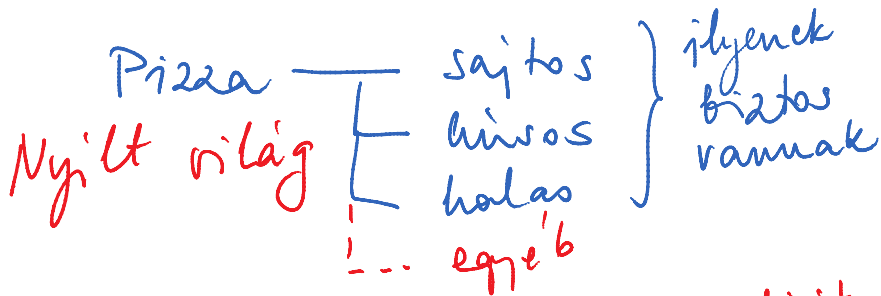 Pizza sajtos ilyenek
biztos
Nyílt világ húsos vannak
halas
egyéb